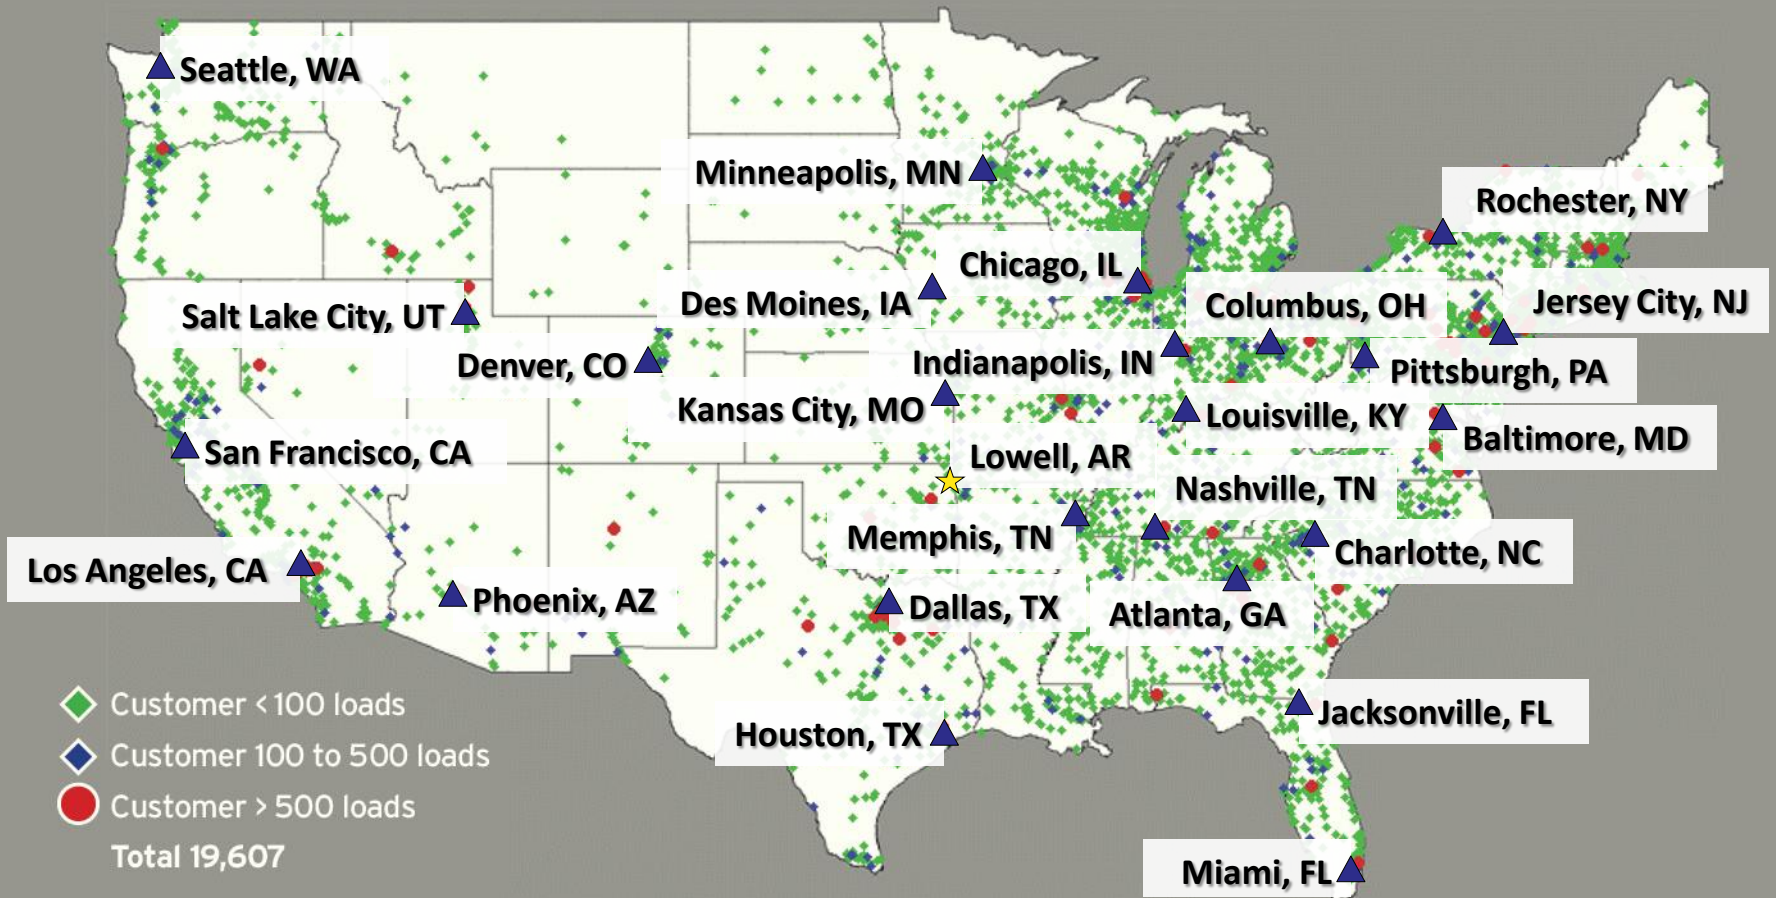 Seattle, WA
Minneapolis, MN
Rochester, NY
Chicago, IL
Des Moines, IA
Columbus, OH
Jersey City, NJ
Salt Lake City, UT
Denver, CO
Indianapolis, IN
Pittsburgh, PA
Kansas City, MO
Louisville, KY
Baltimore, MD
San Francisco, CA
Lowell, AR
Nashville, TN
Memphis, TN
Charlotte, NC
Los Angeles, CA
Phoenix, AZ
Dallas, TX
Atlanta, GA
Jacksonville, FL
Houston, TX
Miami, FL
Customer < 100 loads
Customer 100 to 500 loads
Customer > 500 loads
Total 19,607